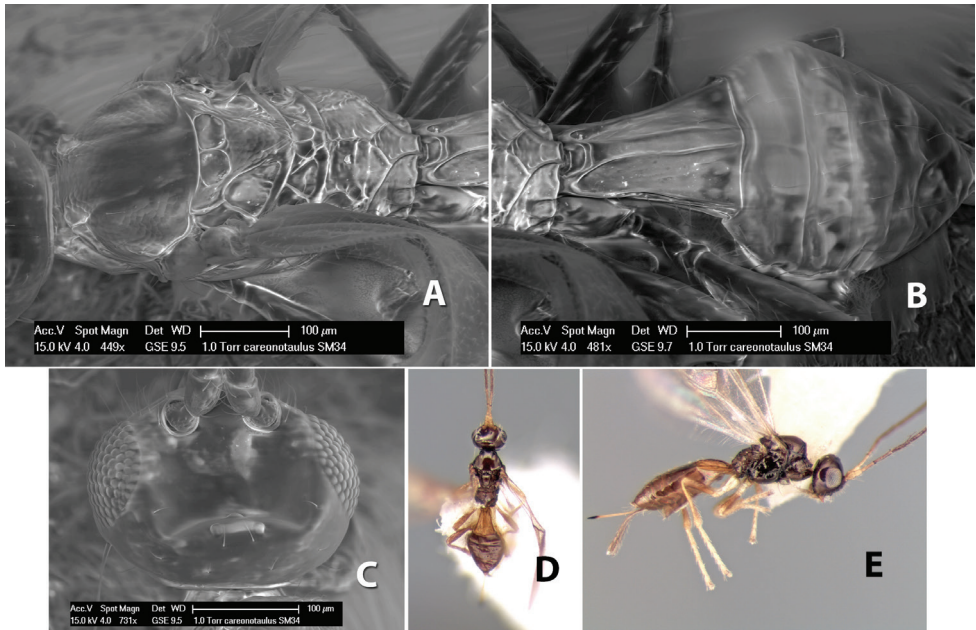 A
Acc.V Spot Magn Det WD 100 µm
15.0 kV 4.0 449x GSE 9.5 1.0 Torr careonotaulus SM34
B
Acc.V Spot Magn Det WD 100 µm
15.0 kV 4.0 481x GSE 9.7 1.0 Torr careonotaulus SM34
C
Acc.V Spot Magn Det WD 100 µm
15.0 kV 4.0 731x GSE 9.5 1.0 Torr careonotaulus SM34
D
E